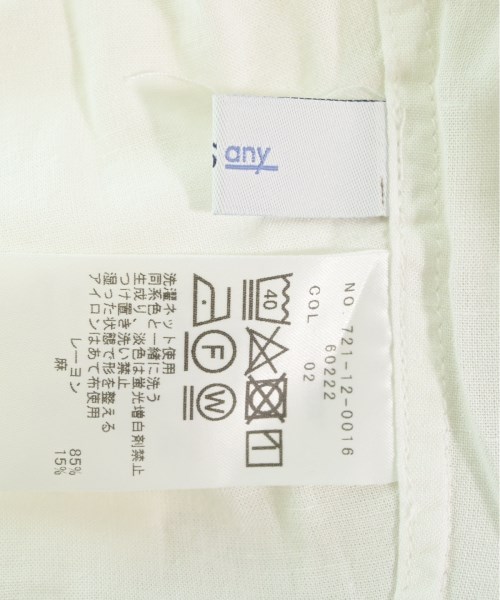 s any
NO. 721-12-0016
60222
COL 02
40
F W
洗濯ネット使用
同系色と一緒に洗う
生成り、淡色は蛍光増白剤禁止
つけ置き洗い禁止
湿った状態で形を整える
アイロンはあて布使用
レーヨン 85%
麻 15%